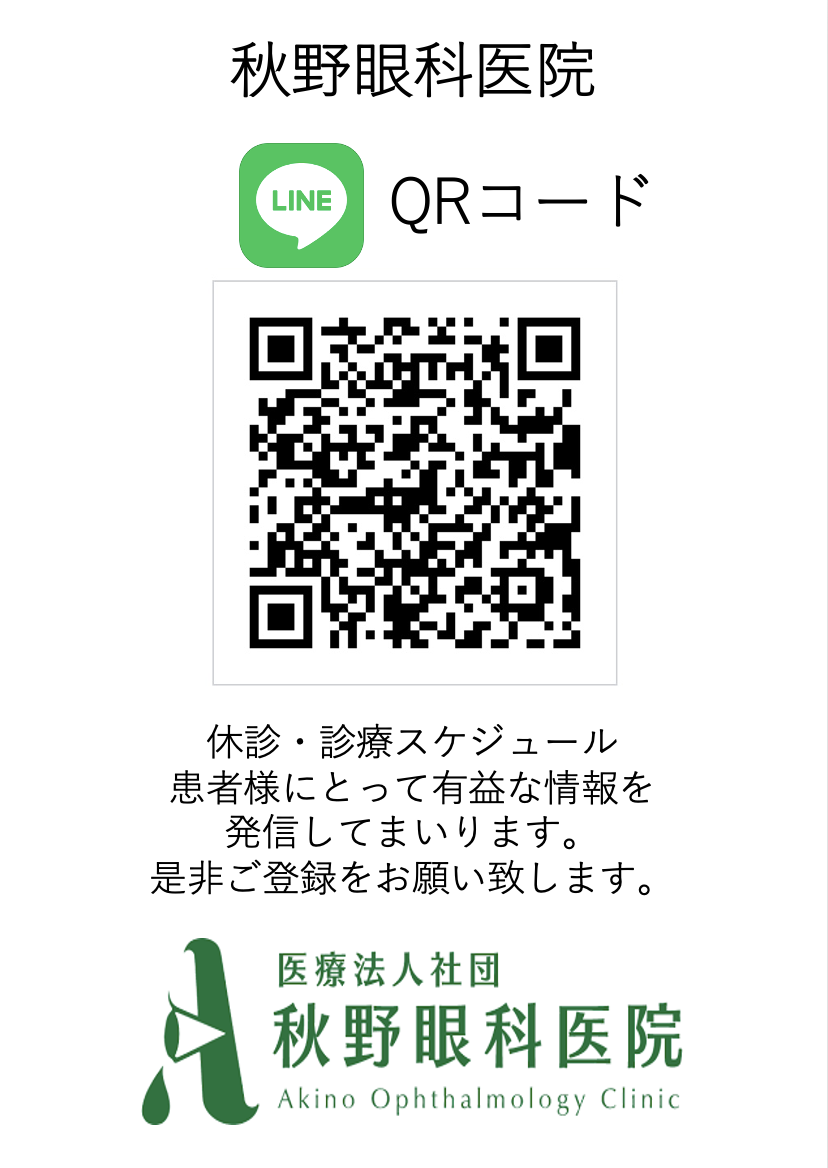 秋野眼科医院
LINE
QRコード
休診・診療スケジュール
患者様にとって有益な情報を
発信してまいります。
是非ご登録をお願い致します。
医療法人社団
秋野眼科医院
Akino Ophthalmology Clinic